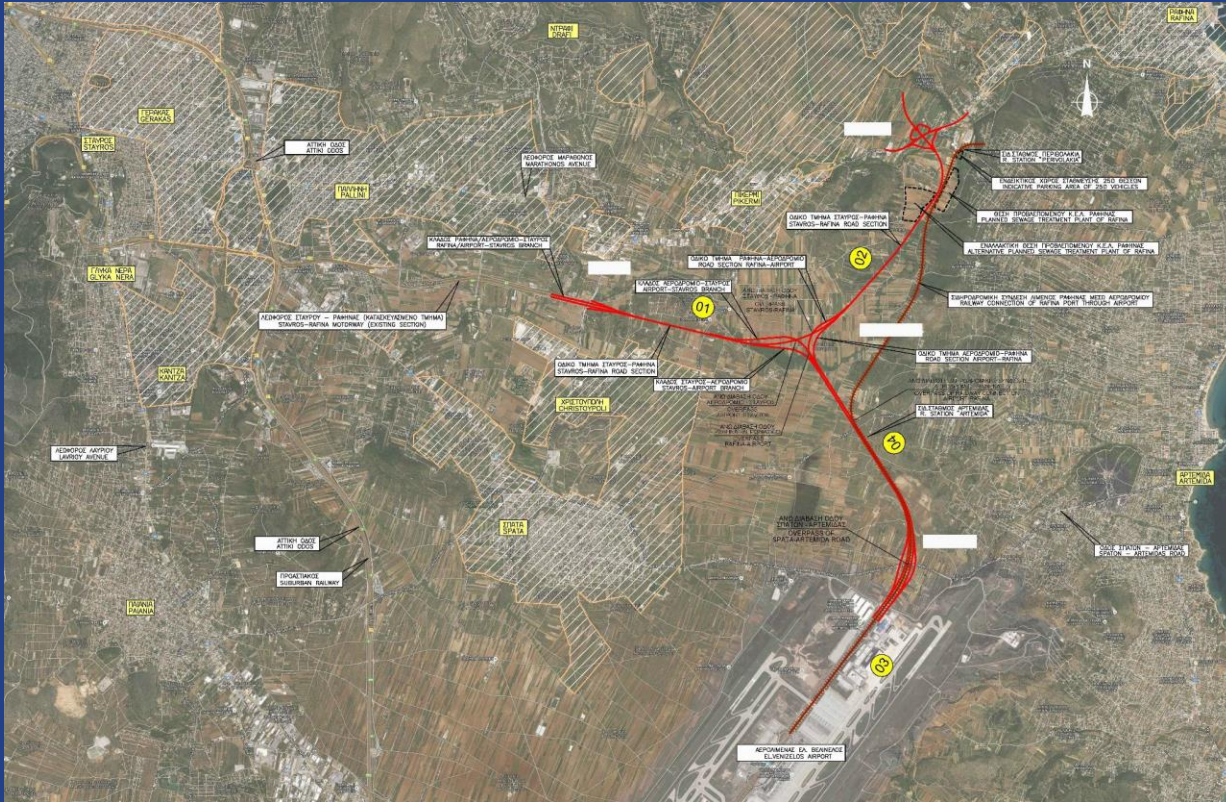 ΝΤΡΑΦΙ
DRAFI
ΡΑΦΗΝΑ
RAFINA
N
ΓΕΡΑΚΑΣ
GENAKAS
ΣΤΑΥΡΟΣ
STAYROS
ΑΤΤΙΚΗ ΟΔΟΣ
ATTIKI ODOS
ΛΕΩΦΟΡΟΣ ΜΑΡΑΘΩΝΟΣ
MARATHONOS AVENUE
ΣΙΔ.ΣΤΑΘΜΟΣ ΠΕΡΙΒΟΛΑΚΙΑ
R. STATION "PERIVOLAKIA"
ΕΝΔΕΙΚΤΙΚΟΣ ΧΩΡΟΣ ΣΤΑΘΜΕΥΣΗΣ 250 ΘΕΣΕΩΝ
INDICATIVE PARKING AREA OF 250 VEHICLES
ΠΑΛΛΗΝΗ
PALLINI
ΠΙΚΕΡΜΙ
PIKERMI
ΘΕΣΗ ΠΡΟΒΛΕΠΟΜΕΝΟΥ Κ.Ε.Λ. ΡΑΦΗΝΑΣ
PLANNED SEWAGE TREATMENT PLANT OF RAFINA
ΟΔΙΚΟ ΤΜΗΜΑ ΣΤΑΥΡΟΣ-ΡΑΦΗΝΑ
STAVROS-RAFINA ROAD SECTION
ΕΝΑΛΛΑΚΤΙΚΗ ΘΕΣΗ ΠΡΟΒΛΕΠΟΜΕΝΟΥ Κ.Ε.Λ. ΡΑΦΗΝΑΣ
ALTERNATIVE PLANNED SEWAGE TREATMENT PLANT OF RAFINA
ΚΛΑΔΟΣ ΡΑΦΗΝΑ/ΑΕΡΟΔΡΟΜΙΟ-ΣΤΑΥΡΟΣ
RAFINA/AIRPORT-STAVROS BRANCH
02
ΟΔΙΚΟ ΤΜΗΜΑ ΡΑΦΗΝΑ-ΑΕΡΟΔΡΟΜΙΟ
ROAD SECTION RAFINA-AIRPORT
ΓΛΥΚΑ ΝΕΡΑ
GLYKA NERA
ΚΛΑΔΟΣ ΑΕΡΟΔΡΟΜΙΟ-ΣΤΑΥΡΟΣ
AIRPORT-STAVROS BRANCH
ΣΙΔΗΡΟΔΡΟΜΙΚΗ ΣΥΝΔΕΣΗ ΛΙΜΕΝΟΣ ΡΑΦΗΝΑΣ ΜΕΣΩ ΑΕΡΟΔΡΟΜΙΟΥ
RAILWAY CONNECTION OF RAFINA PORT THROUGH AIRPORT
01
ΛΕΩΦΟΡΟΣ ΣΤΑΥΡΟΥ - ΡΑΦΗΝΑΣ (ΚΑΤΑΣΚΕΥΑΣΜΕΝΟ ΤΜΗΜΑ)
STAVROS-RAFINA MOTORWAY (EXISTING SECTION)
ΟΔΙΚΟ ΤΜΗΜΑ ΣΤΑΥΡΟΣ-ΡΑΦΗΝΑ
STAVROS-RAFINA ROAD SECTION
ΟΔΙΚΟ ΤΜΗΜΑ ΑΕΡΟΔΡΟΜΙΟ-ΡΑΦΗΝΑ
ROAD SECTION AIRPORT-RAFINA
ΚΛΑΔΟΣ ΣΤΑΥΡΟΣ-ΑΕΡΟΔΡΟΜΙΟ
STAVROS-AIRPORT BRANCH
ΚΑΝΤΖΑ
KANTZA
ΧΡΙΣΤΟΥΠΟΛΗ
CHRISTOYPOLI
ΣΙΔ.ΣΤΑΘΜΟΣ ΑΡΤΕΜΙΔΑΣ
R. STATION "ARTEMIDA"
04
ΛΕΩΦΟΡΟΣ ΛΑΥΡΙΟΥ
LAVRIOY AVENUE
ΑΡΤΕΜΙΔΑ
ARTEMIDA
ΣΠΑΤΑ
SPATA
ΑΝΩ ΔΙΑΒΑΣΗ ΟΔΟΥ
ΣΠΑΤΩΝ-ΑΡΤΕΜΙΔΑΣ
OVERPASS OF
SPATA-ARTEMIDA ROAD
ΑΤΤΙΚΗ ΟΔΟΣ
ATTIKI ODOS
ΟΔΟΣ ΣΠΑΤΩΝ - ΑΡΤΕΜΙΔΑΣ
SPATON - ARTEMIDAS ROAD
ΠΡΟΑΣΤΙΑΚΟΣ
SUBURBAN RAILWAY
ΠΑΙΑΝΙΑ
PAIANIA
03
ΑΕΡΟΛΙΜΕΝΑΣ ΕΛ. ΒΕΝΙΖΕΛΟΣ
EL.VENIZELOS AIRPORT